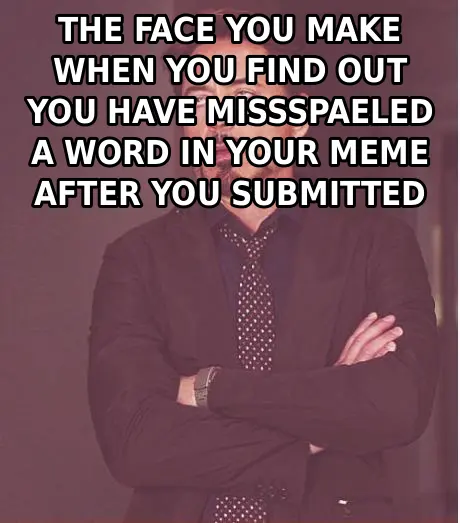 THE FACE YOU MAKE
WHEN YOU FIND OUT
YOU HAVE MISSSPAELED
A WORD IN YOUR MEME
AFTER YOU SUBMITTED